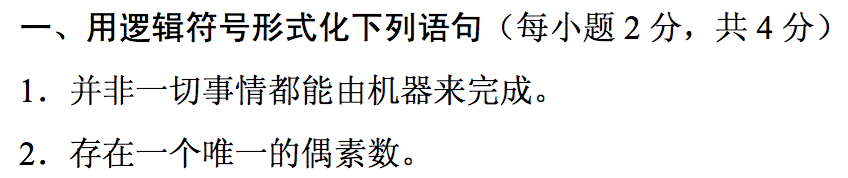 一、用逻辑符号形式化下列语句（每小题 2 分，共 4 分）
1．并非一切事情都能由机器来完成。
2．存在一个唯一的偶素数。